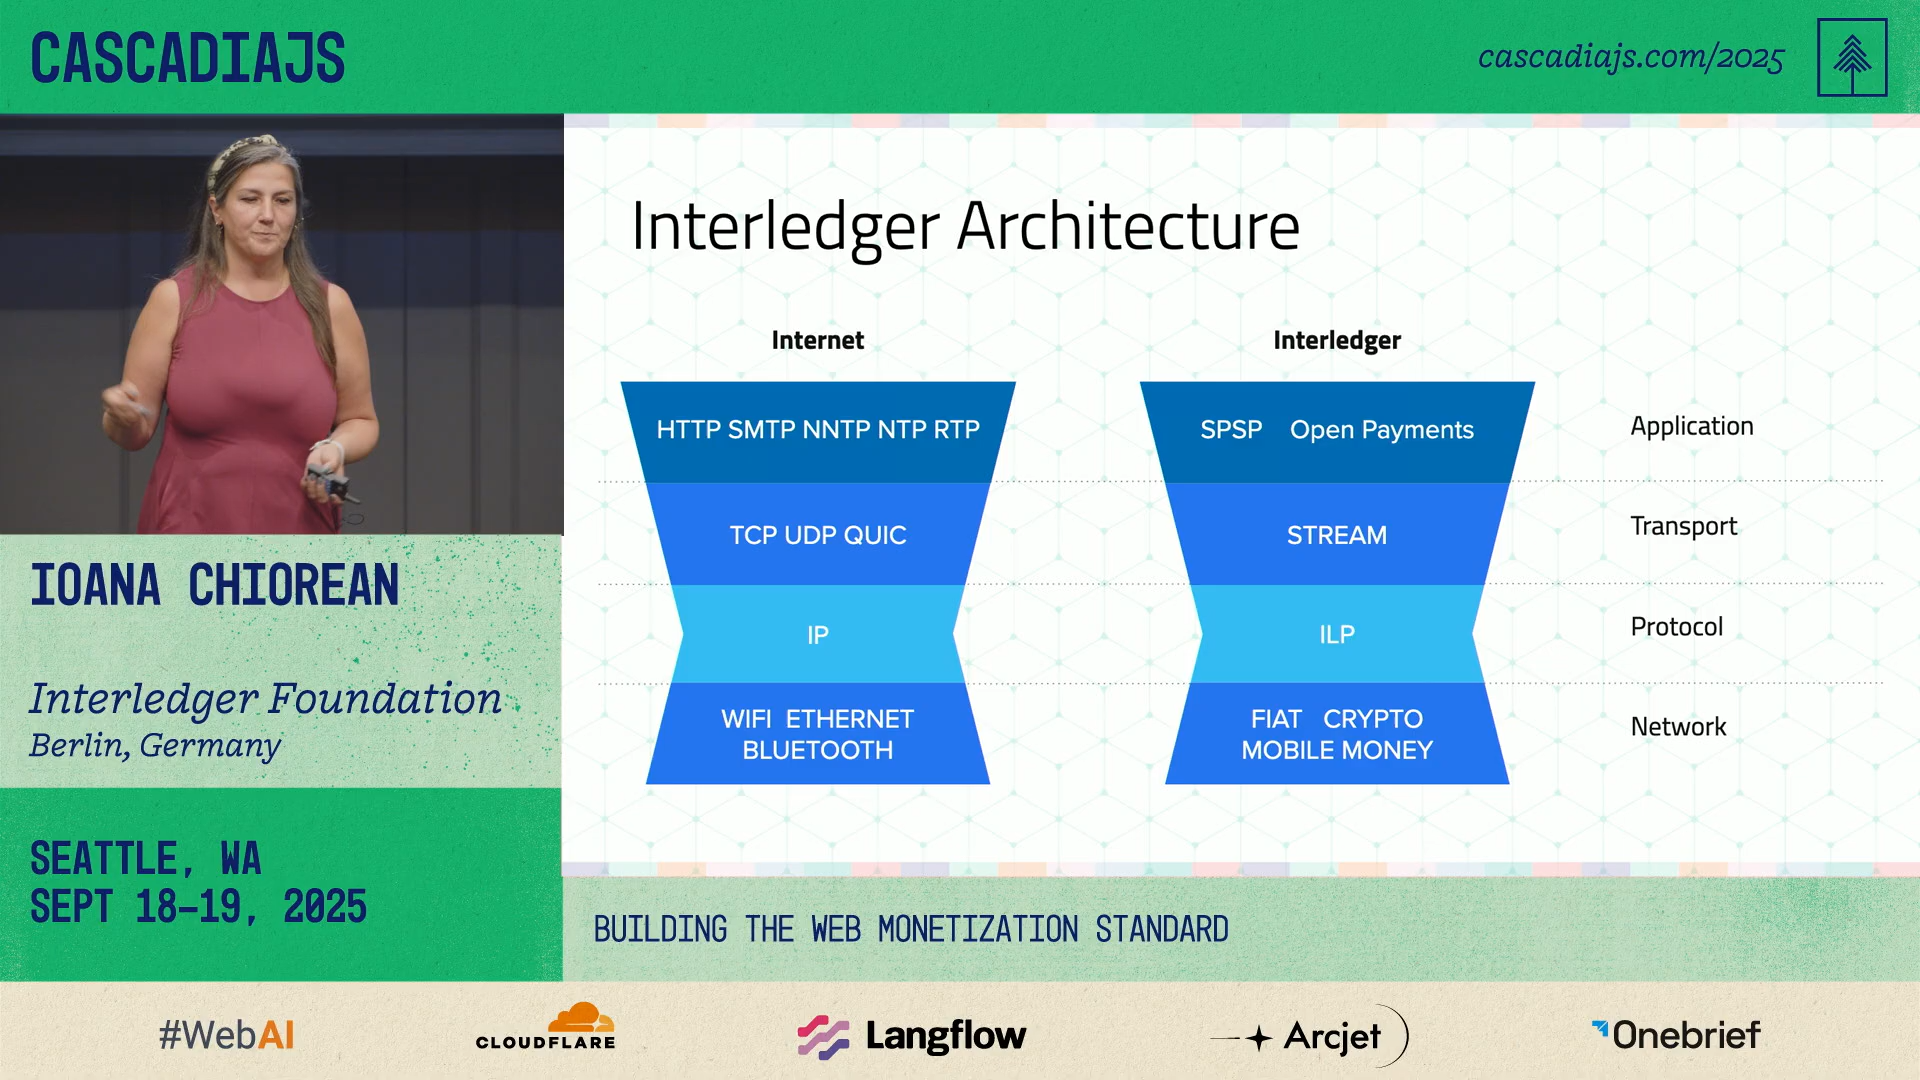 CASCADIAJS
cascadiajs.com/2025
Interledger Architecture
Internet
HTTP SMTP NNTP NTP RTP
TCP UDP QUIC
IP
WIFI ETHERNET
BLUETOOTH
Interledger
SPSP Open Payments
STREAM
ILP
FIAT CRYPTO
MOBILE MONEY
Application
Transport
Protocol
Network
IOANA CHIOREAN
Interledger Foundation
Berlin, Germany
SEATTLE, WA
SEPT 18–19, 2025
BUILDING THE WEB MONETIZATION STANDARD
#WebAI
CLOUDFLARE
Langflow
Arcjet
Onebrief